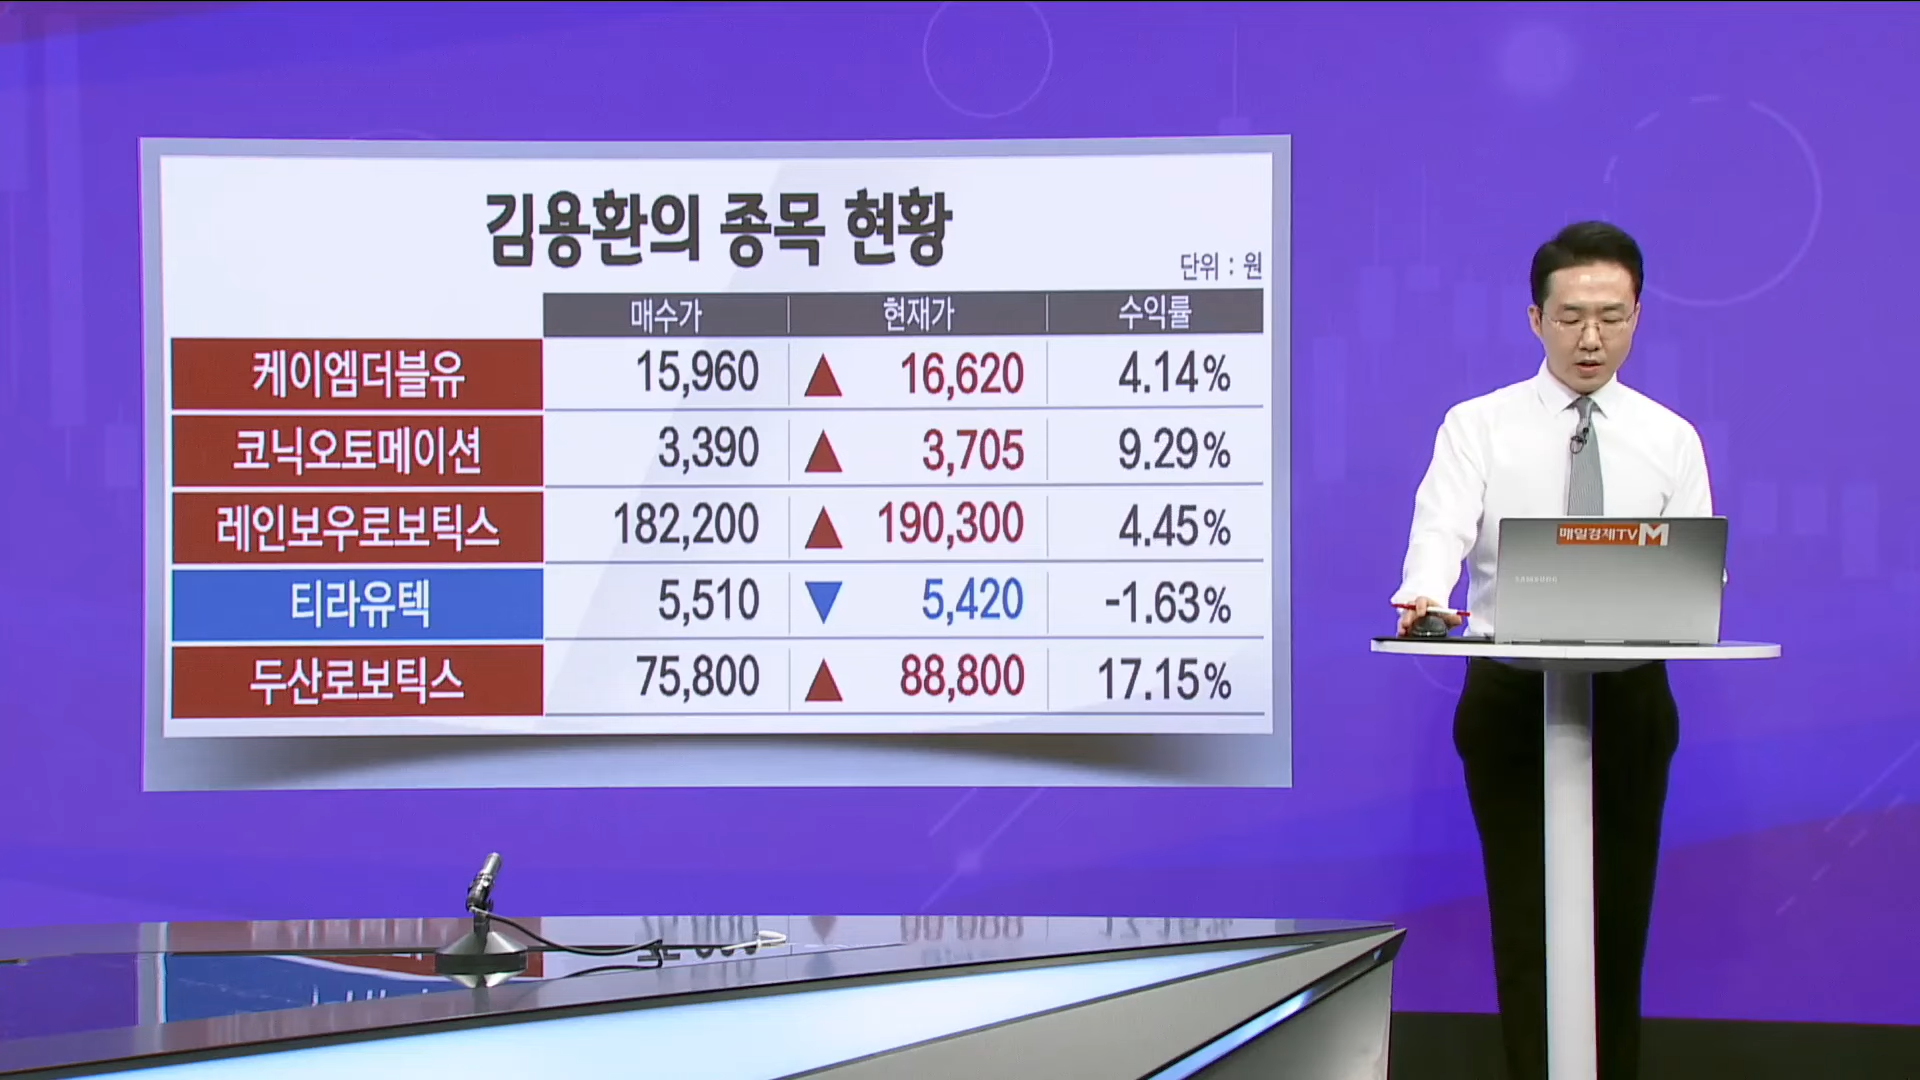 김용환의 종목 현황
단위 : 원
매수가 현재가 수익률
케이엠더블유 15,960 ▲ 16,620 4.14%
코닉오토메이션 3,390 ▲ 3,705 9.29%
레인보우로보틱스 182,200 ▲ 190,300 4.45%
티라유텍 5,510 ▼ 5,420 -1.63%
두산로보틱스 75,800 ▲ 88,800 17.15%
매일경제TV M
SAMSUNG